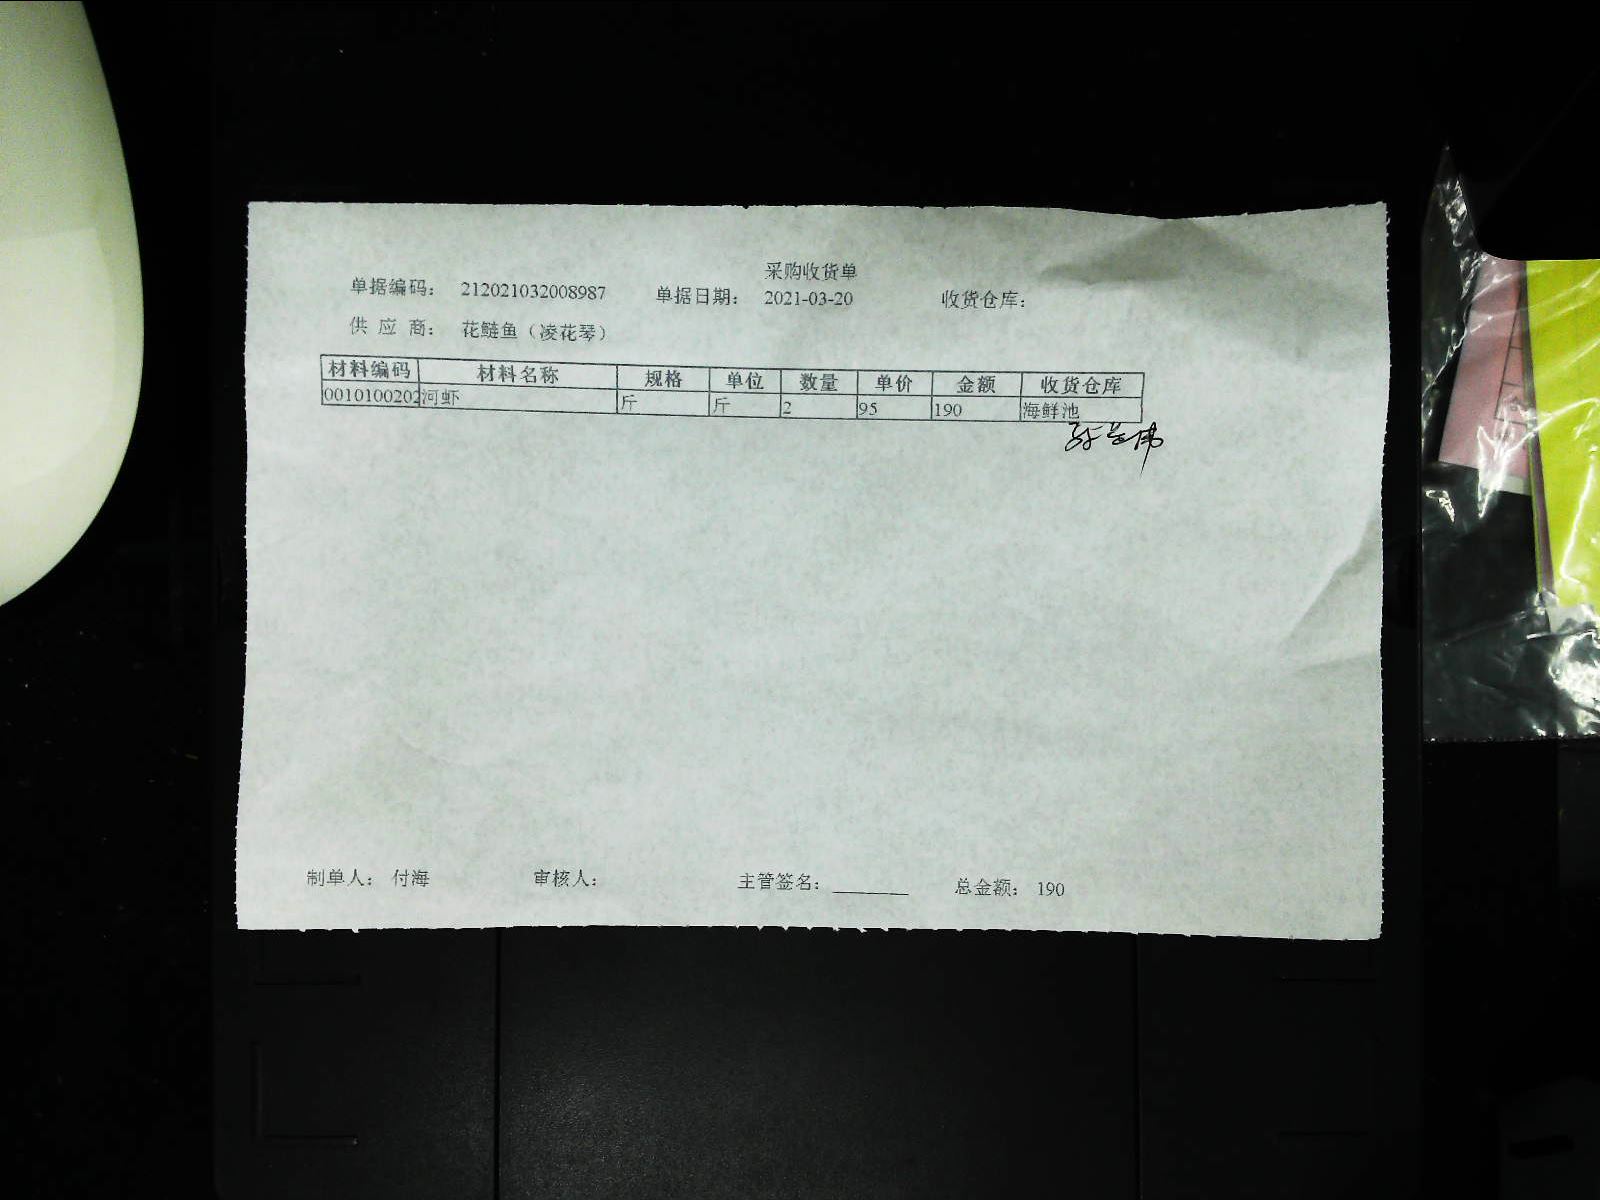 采购收货单
单据编码： 212021032008987 单据日期： 2021-03-20 收货仓库：
供 应 商： 花鲢鱼（凌花琴）
材料编码 材料名称 规格 单位 数量 单价 金额 收货仓库
0010100202 河虾 斤 斤 2 95 190 海鲜池
制单人： 付海 审核人： 主管签名：________ 总金额： 190